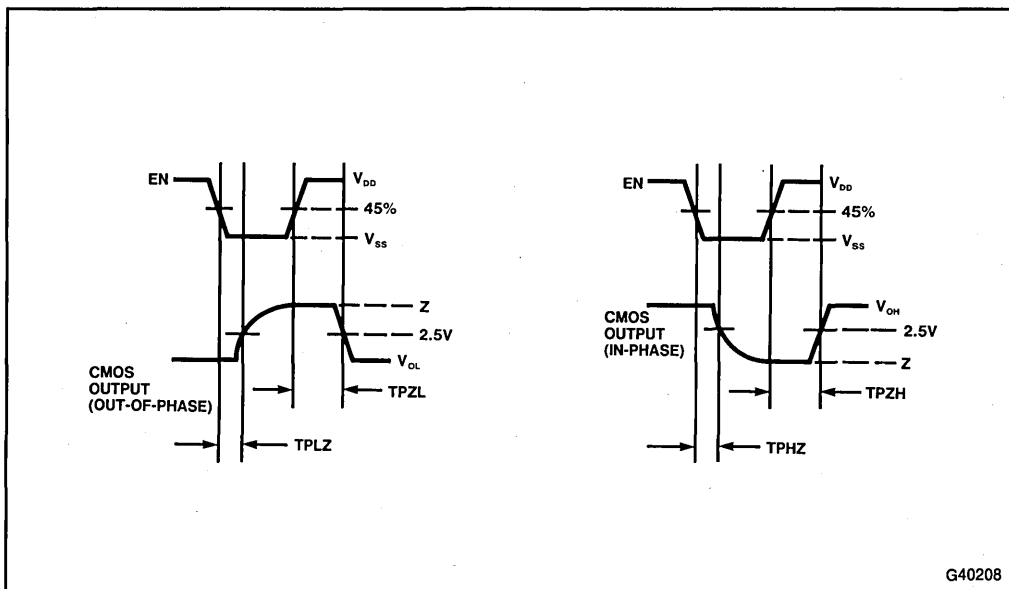 EN
V_DD
45%
V_SS
Z
2.5V
V_OL
CMOS
OUTPUT
(OUT-OF-PHASE)
TPZL
TPLZ
EN
V_DD
45%
V_SS
CMOS
OUTPUT
(IN-PHASE)
V_OH
2.5V
Z
TPZH
TPHZ
G40208